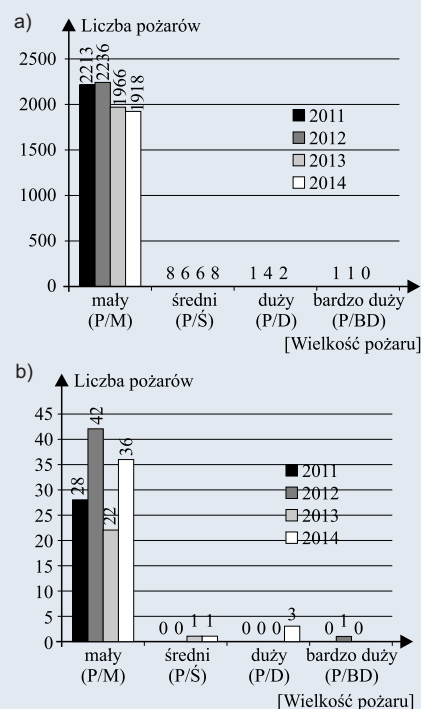 a)
Liczba pożarów
2500
2000
1500
1000
500
0
2213
2236
1966
1918
2011
2012
2013
2014
8 6 6 8
1 4 2
1 1 0
mały
(P/M)
średni
(P/Ś)
duży
(P/D)
bardzo duży
(P/BD)
[Wielkość pożaru]
b)
Liczba pożarów
45
40
35
30
25
20
15
10
5
0
28
42
22
36
2011
2012
2013
2014
0 0 1 1
0 0 0 3
0 1 0
mały
(P/M)
średni
(P/Ś)
duży
(P/D)
bardzo duży
(P/BD)
[Wielkość pożaru]